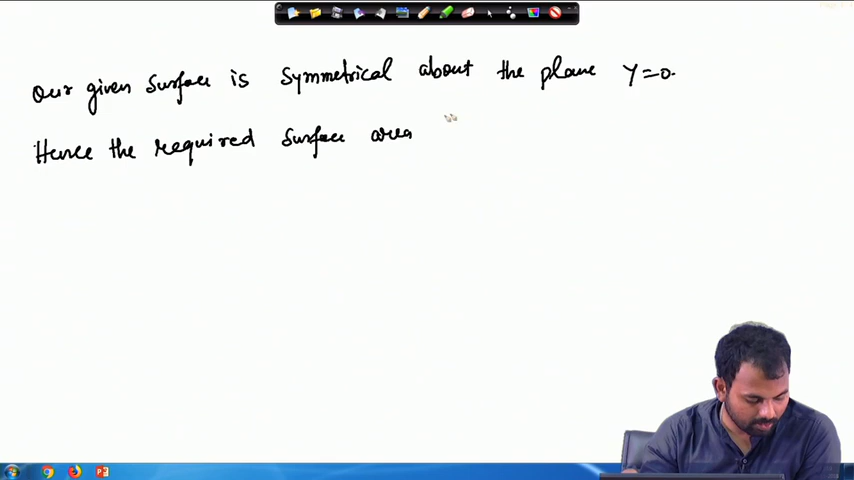 Our given surface is symmetrical about the plane Y=0.
Hence the required surface area